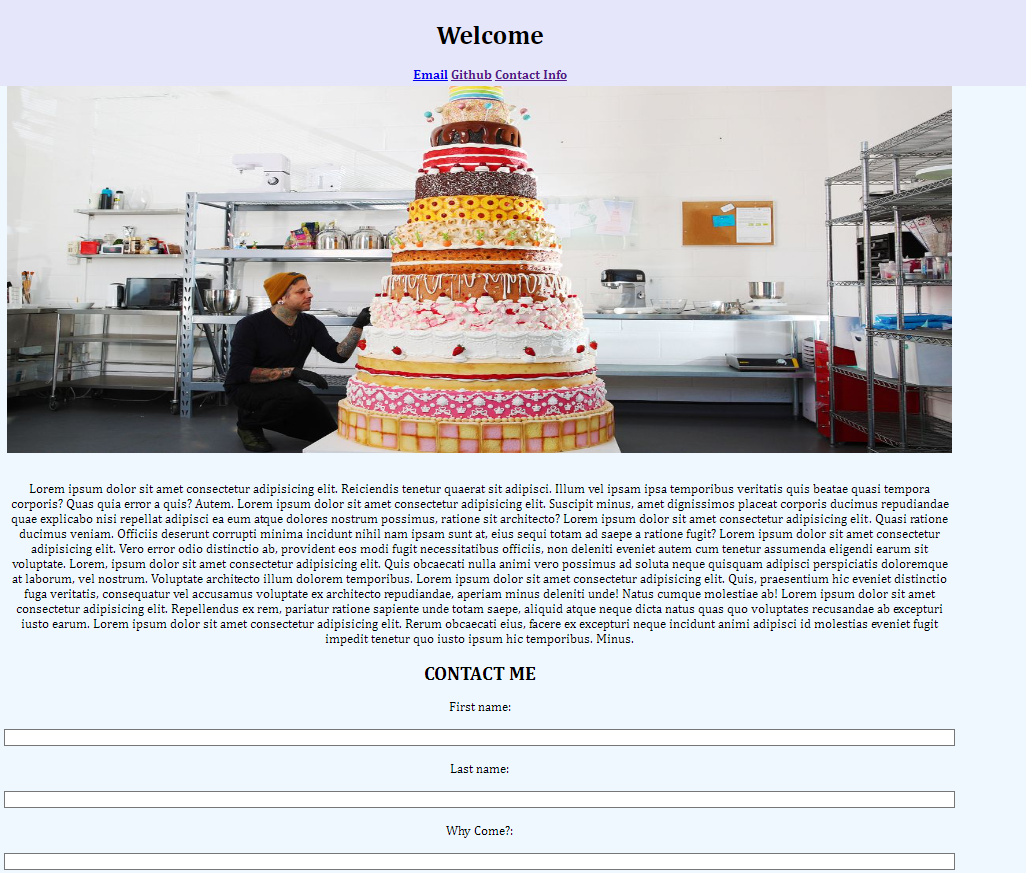 Welcome
Email Github Contact Info
Lorem ipsum dolor sit amet consectetur adipisicing elit. Reiciendis tenetur quaerat sit adipisci. Illum vel ipsam ipsa temporibus veritatis quis beatae quasi tempora
corporis? Quas quia error a quis? Autem. Lorem ipsum dolor sit amet consectetur adipisicing elit. Suscipit minus, amet dignissimos placeat corporis ducimus repudiandae
quae explicabo nisi repellat adipisci ea eum atque dolores nostrum possimus, ratione sit architecto? Lorem ipsum dolor sit amet consectetur adipisicing elit. Quasi ratione
ducimus veniam. Officiis deserunt corrupti minima incidunt nihil nam ipsam sunt at, eius sequi totam ad saepe a ratione fugit? Lorem ipsum dolor sit amet consectetur
adipisicing elit. Vero error odio distinctio ab, provident eos modi fugit necessitatibus officiis, non deleniti eveniet autem cum tenetur assumenda eligendi earum sit
voluptate. Lorem, ipsum dolor sit amet consectetur adipisicing elit. Quis obcaecati nulla animi vero possimus ad soluta neque quisquam adipisci perspiciatis doloremque
at laborum, vel nostrum. Voluptate architecto illum dolorem temporibus. Lorem ipsum dolor sit amet consectetur adipisicing elit. Quis, praesentium hic eveniet distinctio
fuga veritatis, consequatur vel accusamus voluptate ex architecto repudiandae, aperiam minus deleniti unde! Natus cumque molestiae ab! Lorem ipsum dolor sit amet
consectetur adipisicing elit. Repellendus ex rem, pariatur ratione sapiente unde totam saepe, aliquid atque neque dicta natus quas quo voluptates recusandae ab excepturi
iusto earum. Lorem ipsum dolor sit amet consectetur adipisicing elit. Rerum obcaecati eius, facere ex excepturi neque incidunt animi adipisci id molestias eveniet fugit
impedit tenetur quo iusto ipsum hic temporibus. Minus.
CONTACT ME
First name:
Last name:
Why Come?: